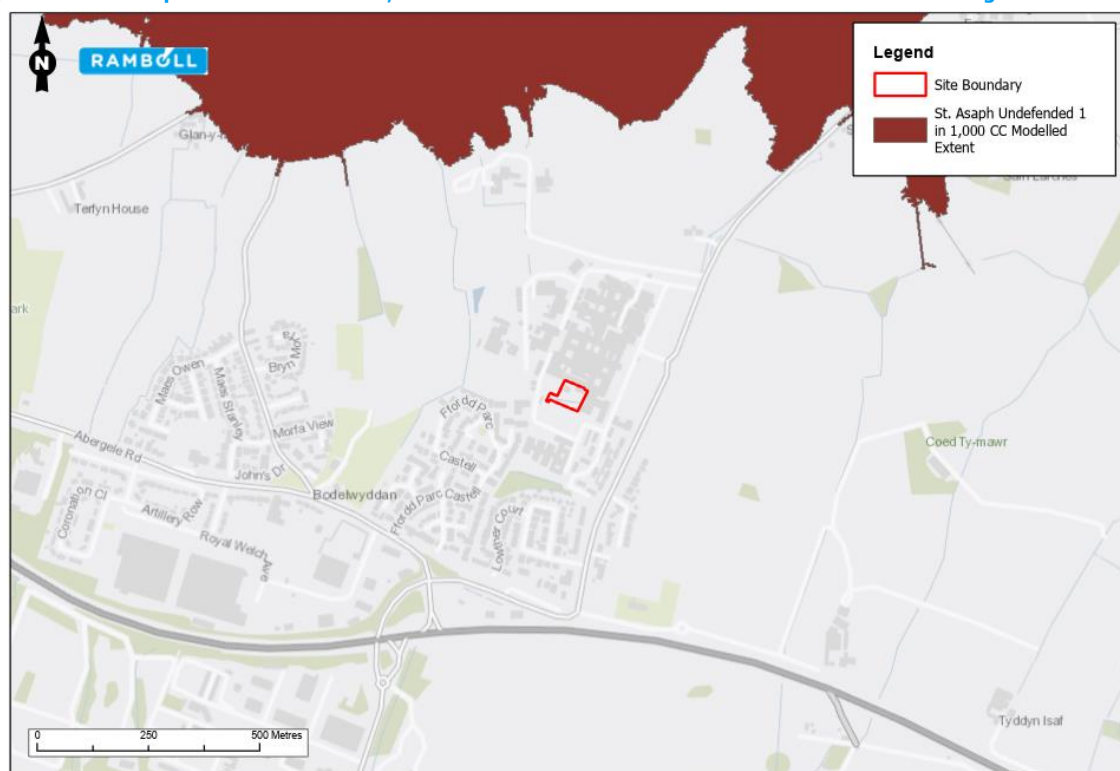 N
RAMBOLL
Legend
Site Boundary
St. Asaph Undefended 1
in 1,000 CC Modelled
Extent
Terfyn House
ark
Maes Owen
Bryn Mor
Maes Stanley
Morfa View
Ffordd Parc
Castell
Coed Ty-mawr
Abergele Rd
John's Dr
Bodelwyddan
Ffordd Parc Castell
Lowther Court
Coronation Cl
Artillery Row
Royal Welch
Ave
Tyddyn Isaf
0 250 500 Metres